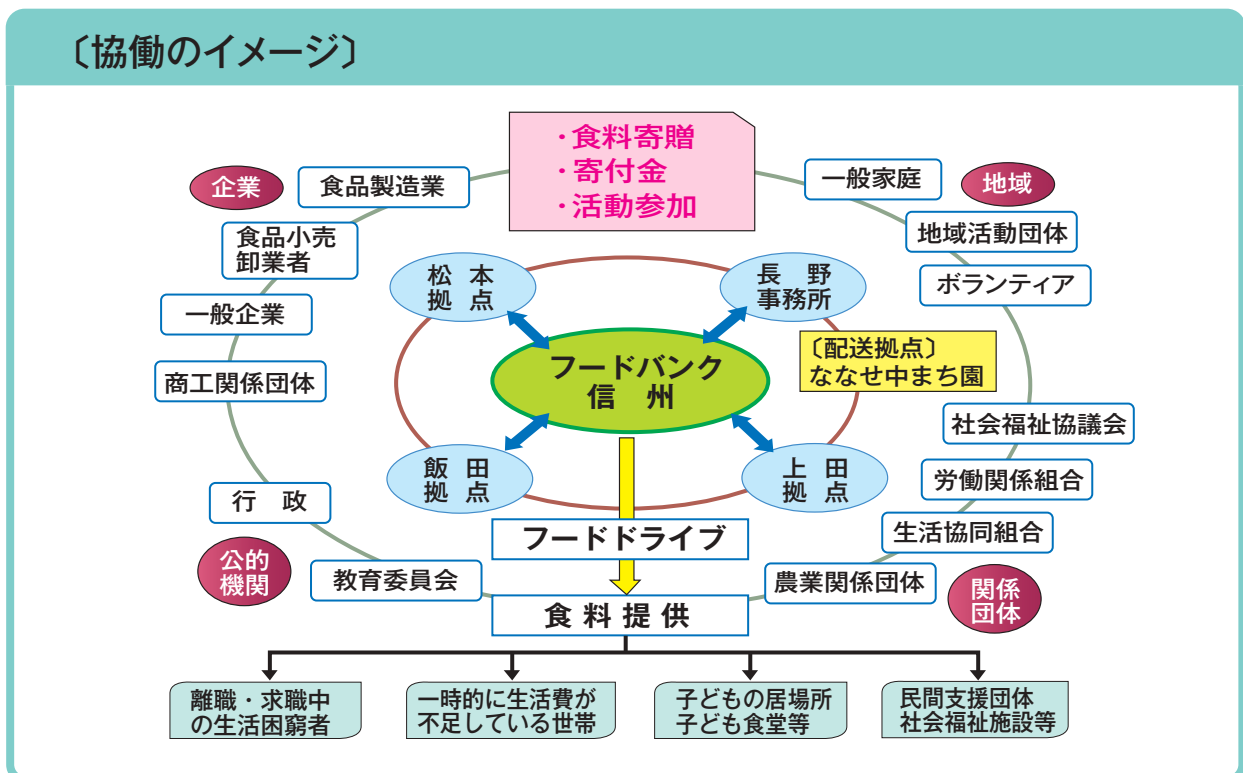 〔協働のイメージ〕
・食料寄贈
・寄付金
・活動参加
企業
食品製造業
食品小売
卸業者
一般企業
商工関係団体
行 政
公的
機関
教育委員会
一般家庭
地域
地域活動団体
ボランティア
社会福祉協議会
労働関係組合
生活協同組合
農業関係団体
関係
団体
松 本
拠 点
長 野
事務所
〔配送拠点〕
ななせ中まち園
フードバンク
信 州
飯 田
拠 点
上 田
拠 点
フードドライブ
食 料 提 供
離職・求職中
の生活困窮者
一時的に生活費が
不足している世帯
子どもの居場所
子ども食堂等
民間支援団体
社会福祉施設等